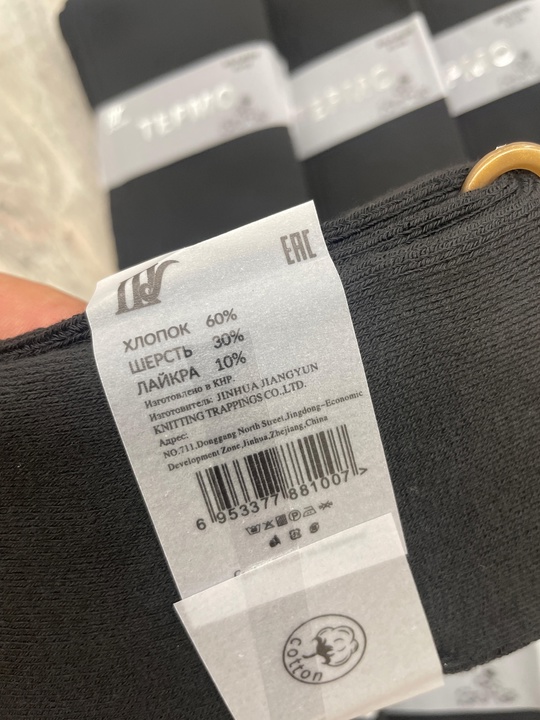 ТЕРМО
ТЕРМО
EAC
ХЛОПОК 60%
ШЕРСТЬ 30%
ЛАЙКРА 10%
Изготовлено в КНР.
Изготовитель: JINHUA JIANGYUN
KNITTING TRAPPINGS CO.,LTD.
Адрес:
NO.711,Donggang North Street,Jingdong-Economic
Development Zone,Jinhua,Zhejiang,China
6 953377 881007 >
Cotton